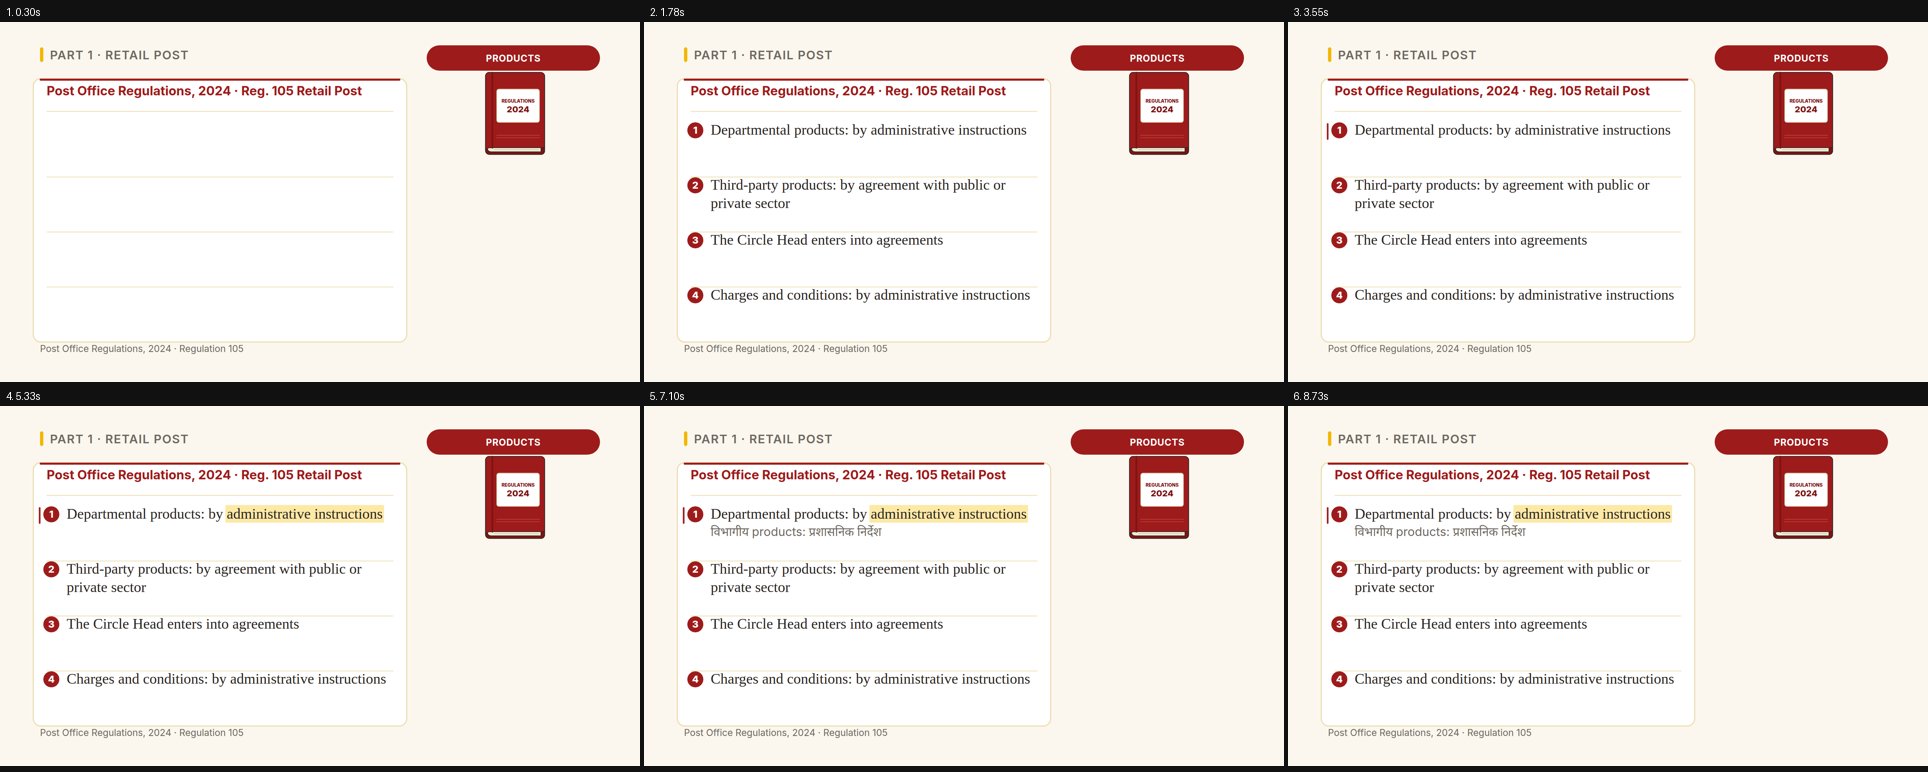 1. 0.30s
PART 1 · RETAIL POST
PRODUCTS
Post Office Regulations, 2024 · Reg. 105 Retail Post
REGULATIONS
2024
Post Office Regulations, 2024 · Regulation 105
2. 1.78s
PART 1 · RETAIL POST
PRODUCTS
Post Office Regulations, 2024 · Reg. 105 Retail Post
REGULATIONS
2024
1 Departmental products: by administrative instructions
2 Third-party products: by agreement with public or
private sector
3 The Circle Head enters into agreements
4 Charges and conditions: by administrative instructions
Post Office Regulations, 2024 · Regulation 105
3. 3.55s
PART 1 · RETAIL POST
PRODUCTS
Post Office Regulations, 2024 · Reg. 105 Retail Post
REGULATIONS
2024
1 Departmental products: by administrative instructions
2 Third-party products: by agreement with public or
private sector
3 The Circle Head enters into agreements
4 Charges and conditions: by administrative instructions
Post Office Regulations, 2024 · Regulation 105
4. 5.33s
PART 1 · RETAIL POST
PRODUCTS
Post Office Regulations, 2024 · Reg. 105 Retail Post
REGULATIONS
2024
1 Departmental products: by administrative instructions
2 Third-party products: by agreement with public or
private sector
3 The Circle Head enters into agreements
4 Charges and conditions: by administrative instructions
Post Office Regulations, 2024 · Regulation 105
5. 7.10s
PART 1 · RETAIL POST
PRODUCTS
Post Office Regulations, 2024 · Reg. 105 Retail Post
REGULATIONS
2024
1 Departmental products: by administrative instructions
विभागीय products: प्रशासनिक निर्देश
2 Third-party products: by agreement with public or
private sector
3 The Circle Head enters into agreements
4 Charges and conditions: by administrative instructions
Post Office Regulations, 2024 · Regulation 105
6. 8.73s
PART 1 · RETAIL POST
PRODUCTS
Post Office Regulations, 2024 · Reg. 105 Retail Post
REGULATIONS
2024
1 Departmental products: by administrative instructions
विभागीय products: प्रशासनिक निर्देश
2 Third-party products: by agreement with public or
private sector
3 The Circle Head enters into agreements
4 Charges and conditions: by administrative instructions
Post Office Regulations, 2024 · Regulation 105